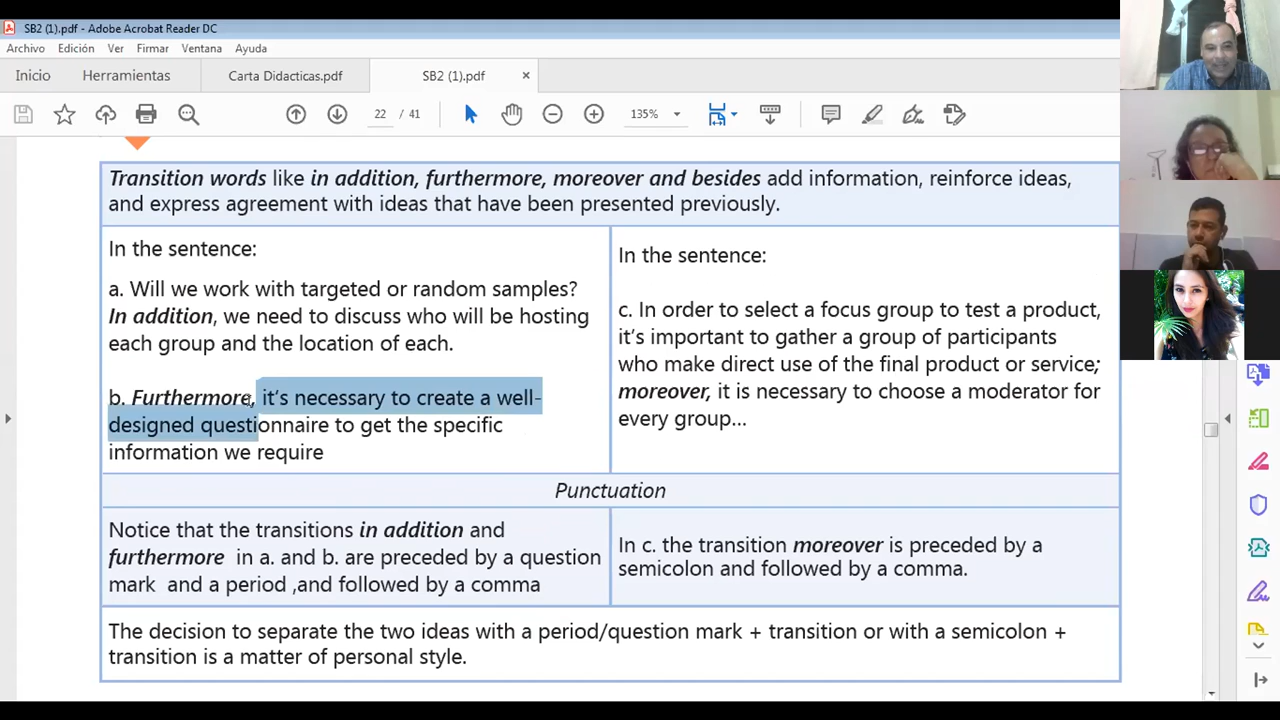 SB2 (1).pdf - Adobe Acrobat Reader DC
Archivo Edición Ver Firmar Ventana Ayuda
Inicio Herramientas Carta Didacticas.pdf SB2 (1).pdf ×
22 / 41 135%
Transition words like in addition, furthermore, moreover and besides add information, reinforce ideas,
and express agreement with ideas that have been presented previously.
In the sentence:
a. Will we work with targeted or random samples?
In addition, we need to discuss who will be hosting
each group and the location of each.
b. Furthermore, it's necessary to create a well-
designed questionnaire to get the specific
information we require
In the sentence:
c. In order to select a focus group to test a product,
it's important to gather a group of participants
who make direct use of the final product or service;
moreover, it is necessary to choose a moderator for
every group...
Punctuation
Notice that the transitions in addition and
furthermore in a. and b. are preceded by a question
mark and a period ,and followed by a comma
In c. the transition moreover is preceded by a
semicolon and followed by a comma.
The decision to separate the two ideas with a period/question mark + transition or with a semicolon +
transition is a matter of personal style.